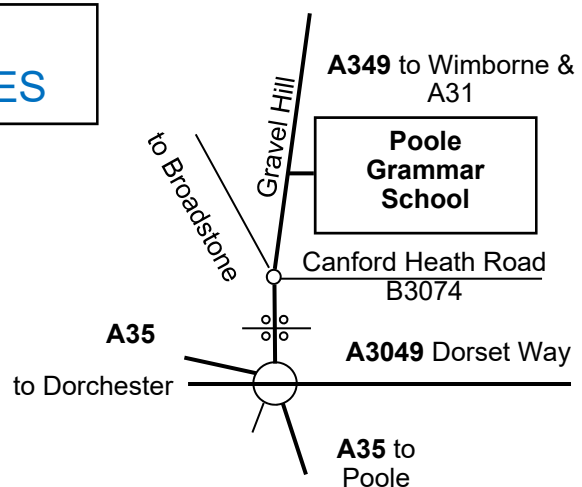 ES
A349 to Wimborne &
A31
Gravel Hill
to Broadstone
Poole
Grammar
School
Canford Heath Road
B3074
A35
A3049 Dorset Way
to Dorchester
A35 to
Poole